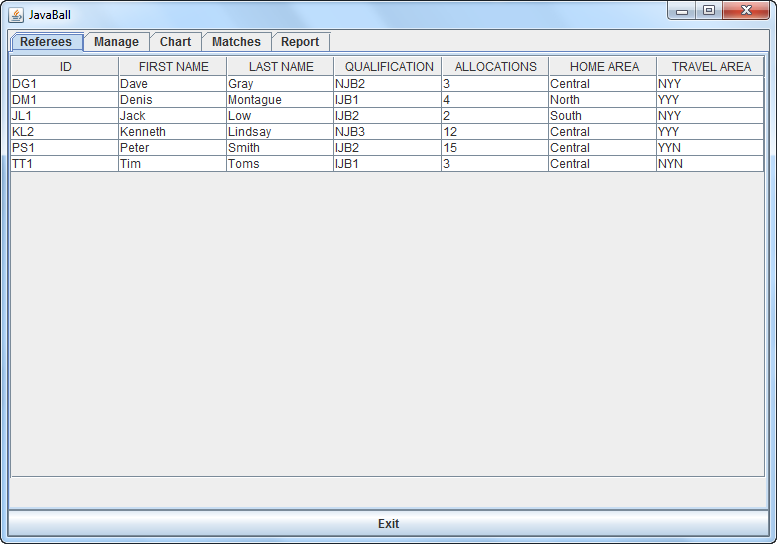 JavaBall
Referees Manage Chart Matches Report
ID FIRST NAME LAST NAME QUALIFICATION ALLOCATIONS HOME AREA TRAVEL AREA
DG1 Dave Gray NJB2 3 Central NYY
DM1 Denis Montague IJB1 4 North YYY
JL1 Jack Low IJB2 2 South NYY
KL2 Kenneth Lindsay NJB3 12 Central YYY
PS1 Peter Smith IJB2 15 Central YYN
TT1 Tim Toms IJB1 3 Central NYN
Exit